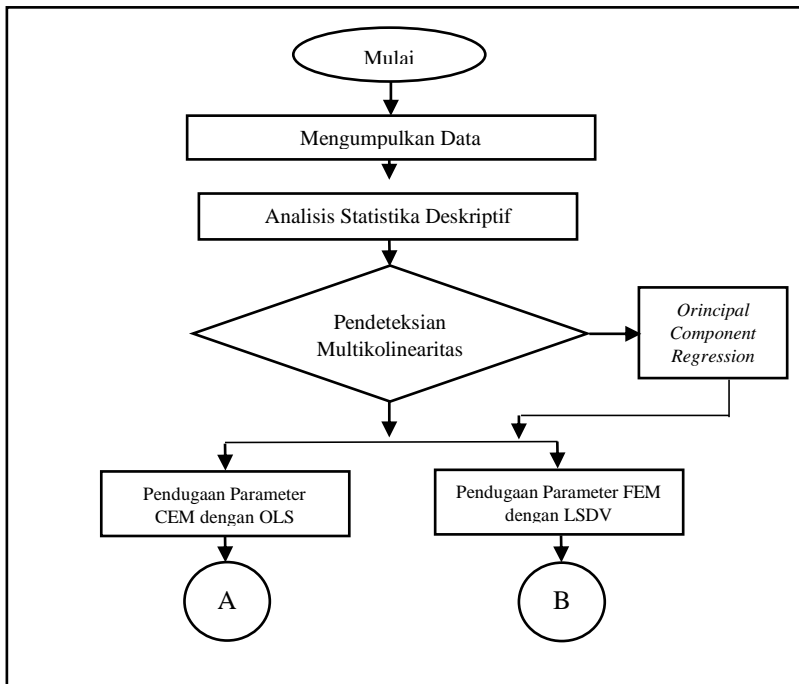 Mulai
Mengumpulkan Data
Analisis Statistika Deskriptif
Pendeteksian
Multikolinearitas
Orincipal
Component
Regression
Pendugaan Parameter
CEM dengan OLS
Pendugaan Parameter FEM
dengan LSDV
A
B